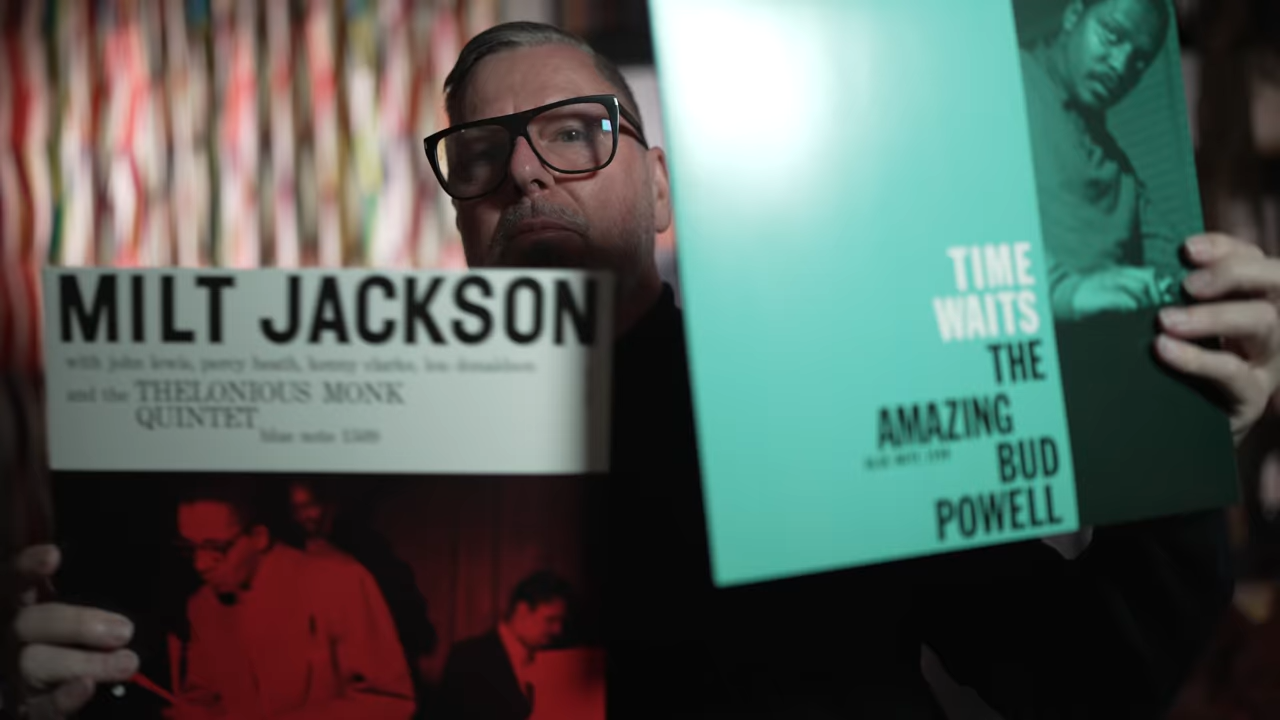 MILT JACKSON
with john lewis, percy heath, kenny clarke, lou donaldson
and the THELONIOUS MONK
QUINTET
blue note 1509
TIME
WAITS
THE
AMAZING
BUD
POWELL